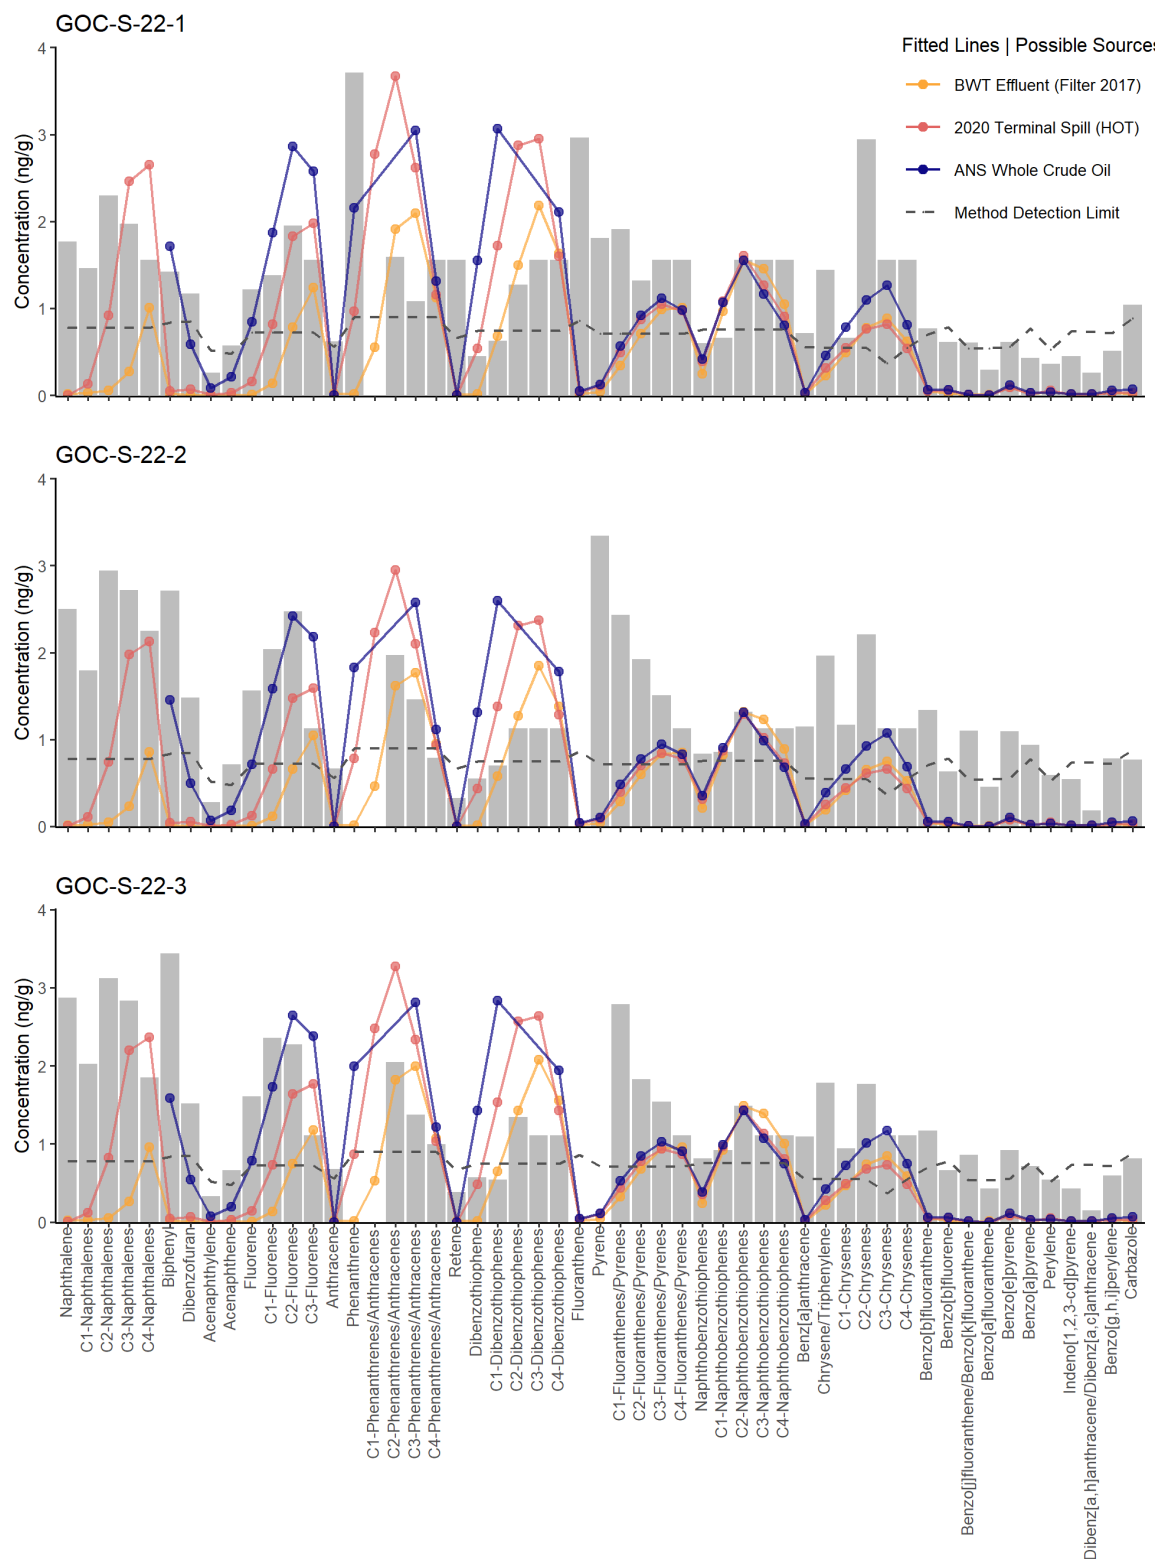 GOC-S-22-1
Fitted Lines | Possible Sources
BWT Effluent (Filter 2017)
2020 Terminal Spill (HOT)
ANS Whole Crude Oil
Method Detection Limit
Concentration (ng/g)
4
3
2
1
0
GOC-S-22-2
Concentration (ng/g)
4
3
2
1
0
GOC-S-22-3
Concentration (ng/g)
4
3
2
1
0
Naphthalene
C1-Naphthalenes
C2-Naphthalenes
C3-Naphthalenes
C4-Naphthalenes
Biphenyl
Dibenzofuran
Acenaphthylene
Acenaphthene
Fluorene
C1-Fluorenes
C2-Fluorenes
C3-Fluorenes
Anthracene
Phenanthrene
C1-Phenanthrenes/Anthracenes
C2-Phenanthrenes/Anthracenes
C3-Phenanthrenes/Anthracenes
C4-Phenanthrenes/Anthracenes
Retene
Dibenzothiophene
C1-Dibenzothiophenes
C2-Dibenzothiophenes
C3-Dibenzothiophenes
C4-Dibenzothiophenes
Fluoranthene
Pyrene
C1-Fluoranthenes/Pyrenes
C2-Fluoranthenes/Pyrenes
C3-Fluoranthenes/Pyrenes
C4-Fluoranthenes/Pyrenes
Naphthobenzothiophenes
C1-Naphthobenzothiophenes
C2-Naphthobenzothiophenes
C3-Naphthobenzothiophenes
C4-Naphthobenzothiophenes
Benz[a]anthracene
Chrysene/Triphenylene
C1-Chrysenes
C2-Chrysenes
C3-Chrysenes
C4-Chrysenes
Benzo[b]fluoranthene
Benzo[b]fluorene
Benzo[j]fluoranthene/Benzo[k]fluoranthene
Benzo[a]fluoranthene
Benzo[e]pyrene
Benzo[a]pyrene
Perylene
Indeno[1,2,3-cd]pyrene
Dibenz[a,h]anthracene/Dibenz[a,c]anthracene
Benzo[g,h,i]perylene
Carbazole